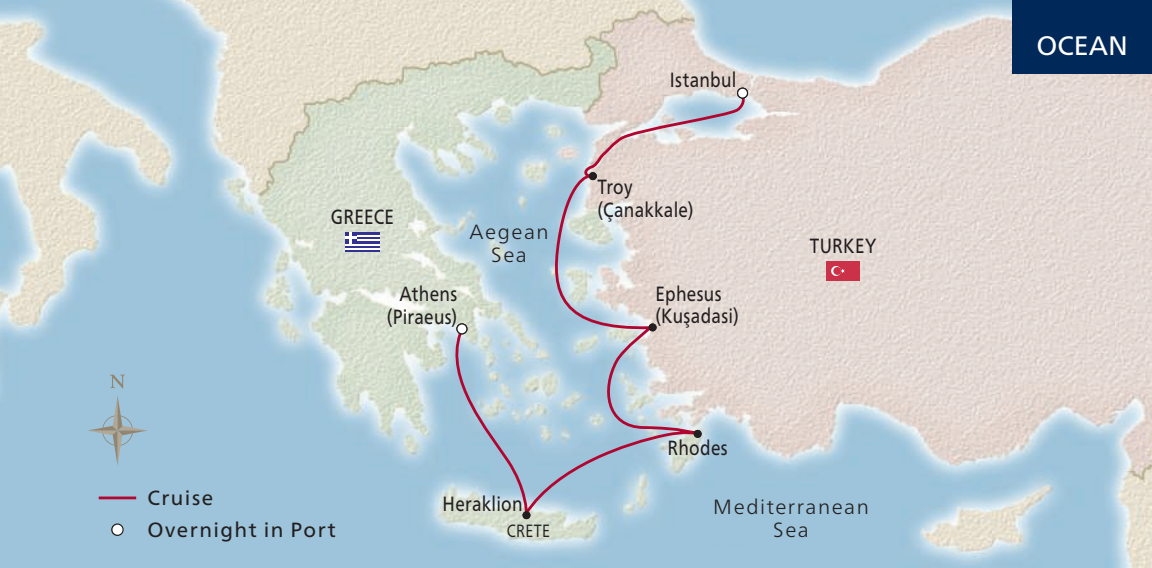 OCEAN
Istanbul
Troy
(Çanakkale)
GREECE
Aegean
Sea
TURKEY
Athens
(Piraeus)
Ephesus
(Kuşadasi)
N
Rhodes
Cruise
Overnight in Port
Heraklion
CRETE
Mediterranean
Sea